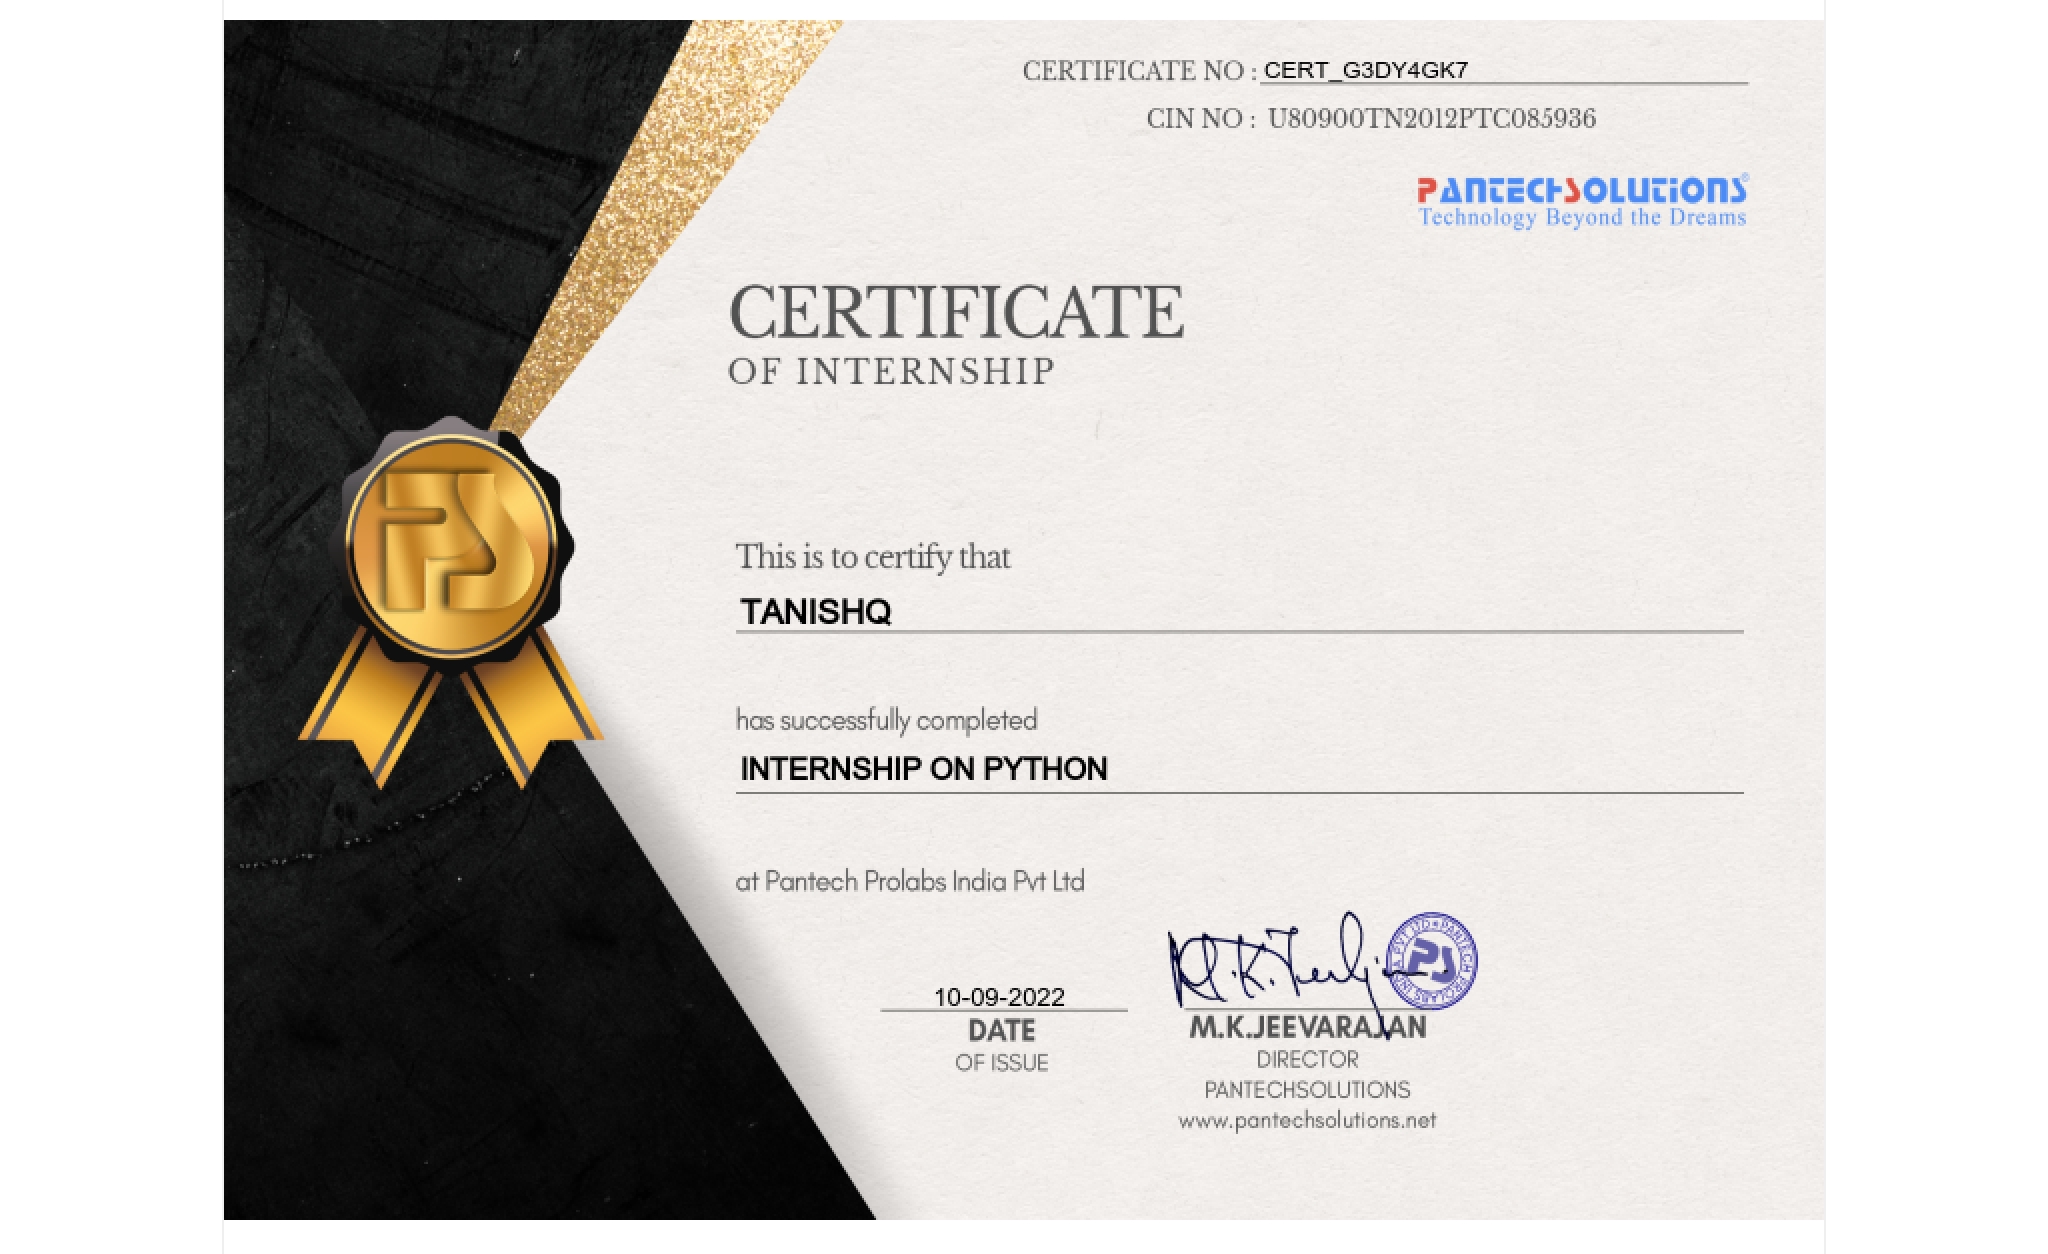 CERTIFICATE NO : CERT_G3DY4GK7
CIN NO : U80900TN2012PTC085936
PANTECHSOLUTIONS®
Technology Beyond the Dreams
CERTIFICATE
OF INTERNSHIP
PS
This is to certify that
TANISHQ
has successfully completed
INTERNSHIP ON PYTHON
at Pantech Prolabs India Pvt Ltd
10-09-2022
DATE
OF ISSUE
PS
M.K.JEEVARAJAN
DIRECTOR
PANTECHSOLUTIONS
www.pantechsolutions.net